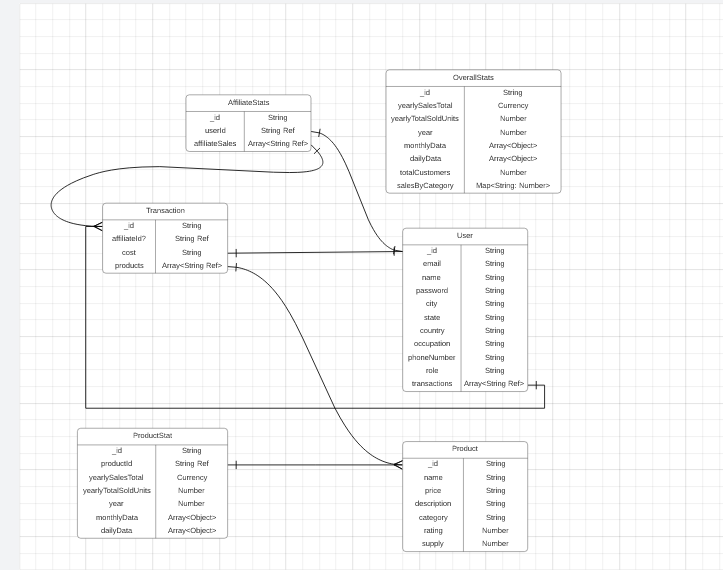 OverallStats
_id String
yearlySalesTotal Currency
yearlyTotalSoldUnits Number
year Number
monthlyData Array<Object>
dailyData Array<Object>
totalCustomers Number
salesByCategory Map<String: Number>
AffiliateStats
_id String
userId String Ref
affiliateSales Array<String Ref>
Transaction
_id String
affiliateId? String Ref
cost String
products Array<String Ref>
User
_id String
email String
name String
password String
city String
state String
country String
occupation String
phoneNumber String
role String
transactions Array<String Ref>
ProductStat
_id String
productId String Ref
yearlySalesTotal Currency
yearlyTotalSoldUnits Number
year Number
monthlyData Array<Object>
dailyData Array<Object>
Product
_id String
name String
price String
description String
category String
rating Number
supply Number